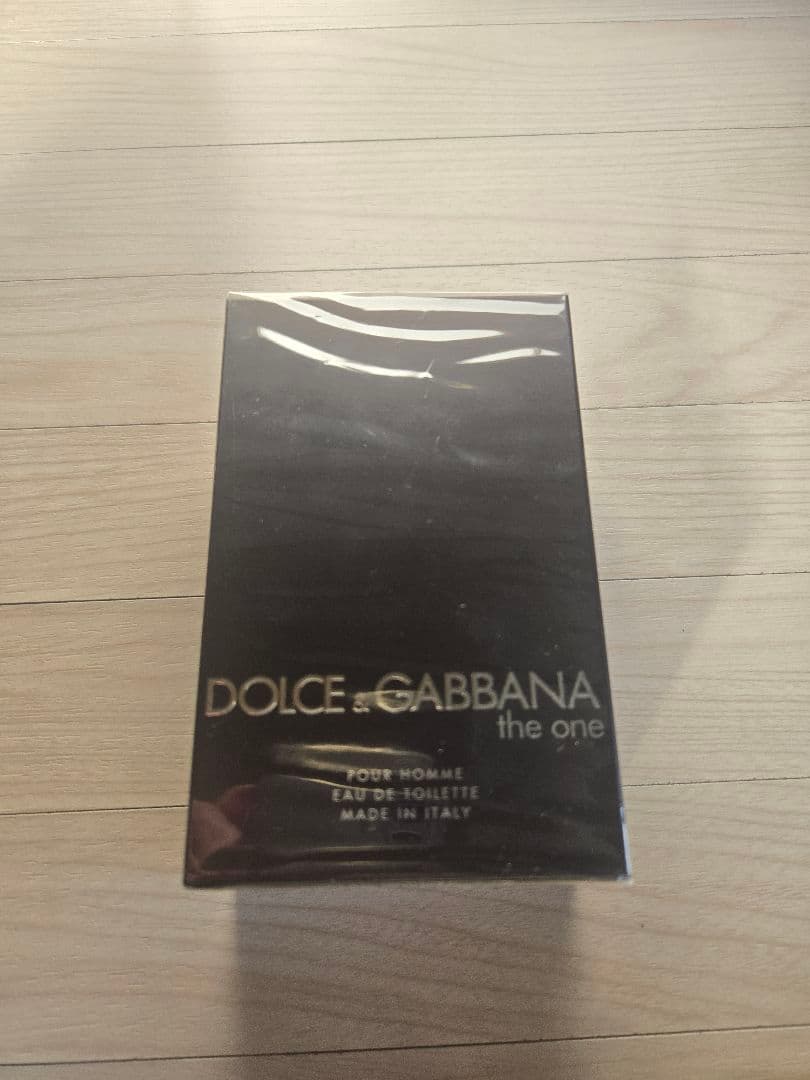 DOLCE & GABBANA
the one
POUR HOMME
EAU DE TOILETTE
MADE IN ITALY